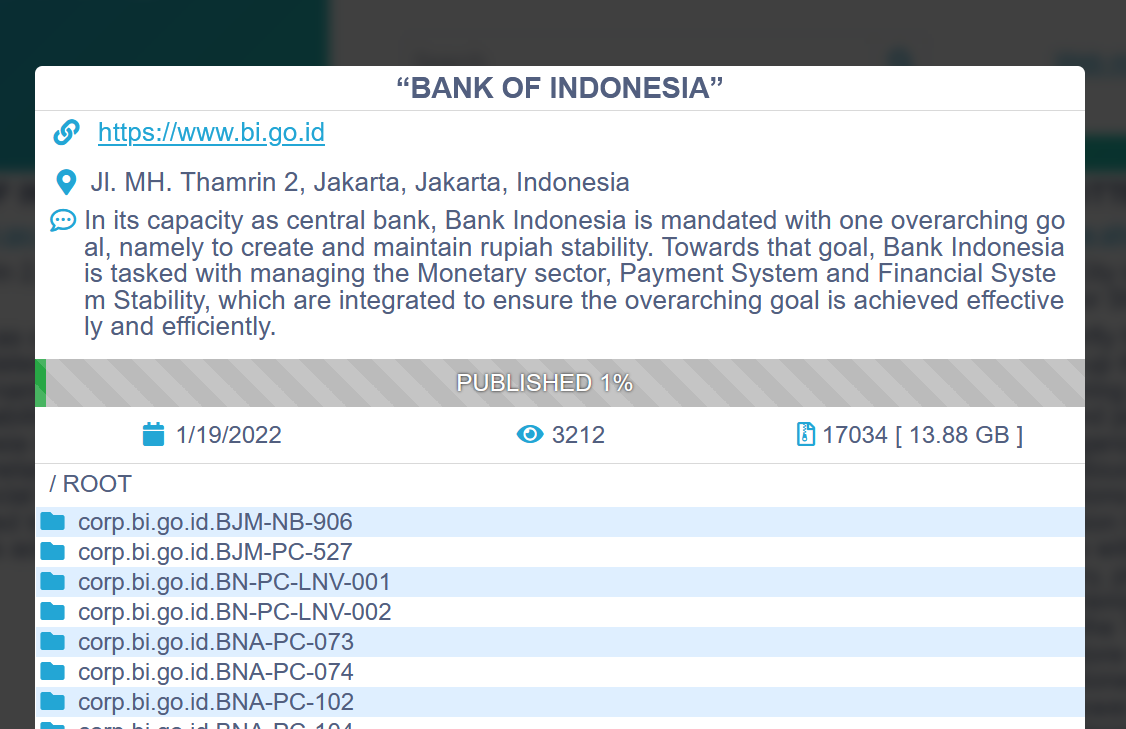 “BANK OF INDONESIA”
https://www.bi.go.id
Jl. MH. Thamrin 2, Jakarta, Jakarta, Indonesia
In its capacity as central bank, Bank Indonesia is mandated with one overarching go
al, namely to create and maintain rupiah stability. Towards that goal, Bank Indonesia
is tasked with managing the Monetary sector, Payment System and Financial Syste
m Stability, which are integrated to ensure the overarching goal is achieved effective
ly and efficiently.
PUBLISHED 1%
1/19/2022 3212 17034 [ 13.88 GB ]
/ ROOT
corp.bi.go.id.BJM-NB-906
corp.bi.go.id.BJM-PC-527
corp.bi.go.id.BN-PC-LNV-001
corp.bi.go.id.BN-PC-LNV-002
corp.bi.go.id.BNA-PC-073
corp.bi.go.id.BNA-PC-074
corp.bi.go.id.BNA-PC-102